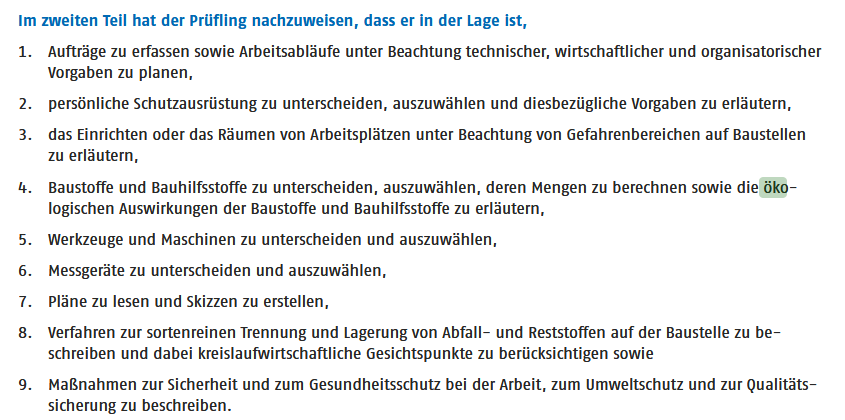 Im zweiten Teil hat der Prüfling nachzuweisen, dass er in der Lage ist,
1. Aufträge zu erfassen sowie Arbeitsabläufe unter Beachtung technischer, wirtschaftlicher und organisatorischer
Vorgaben zu planen,
2. persönliche Schutzausrüstung zu unterscheiden, auszuwählen und diesbezügliche Vorgaben zu erläutern,
3. das Einrichten oder das Räumen von Arbeitsplätzen unter Beachtung von Gefahrenbereichen auf Baustellen
zu erläutern,
4. Baustoffe und Bauhilfsstoffe zu unterscheiden, auszuwählen, deren Mengen zu berechnen sowie die öko-
logischen Auswirkungen der Baustoffe und Bauhilfsstoffe zu erläutern,
5. Werkzeuge und Maschinen zu unterscheiden und auszuwählen,
6. Messgeräte zu unterscheiden und auszuwählen,
7. Pläne zu lesen und Skizzen zu erstellen,
8. Verfahren zur sortenreinen Trennung und Lagerung von Abfall- und Reststoffen auf der Baustelle zu be-
schreiben und dabei kreislaufwirtschaftliche Gesichtspunkte zu berücksichtigen sowie
9. Maßnahmen zur Sicherheit und zum Gesundheitsschutz bei der Arbeit, zum Umweltschutz und zur Qualitäts-
sicherung zu beschreiben.